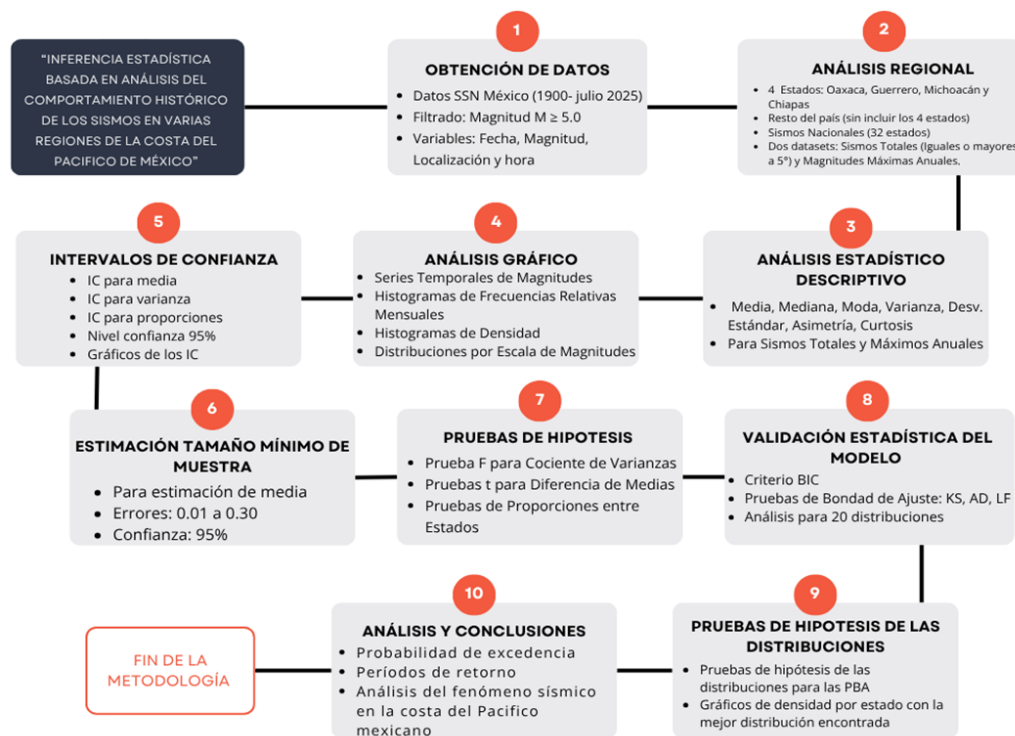 "INFERENCIA ESTADÍSTICA
BASADA EN ANÁLISIS DEL
COMPORTAMIENTO HISTÓRICO
DE LOS SISMOS EN VARIAS
REGIONES DE LA COSTA DEL
PACIFICO DE MÉXICO"
1
OBTENCIÓN DE DATOS
• Datos SSN México (1900- julio 2025)
• Filtrado: Magnitud M ≥ 5.0
• Variables: Fecha, Magnitud,
Localización y hora
2
ANÁLISIS REGIONAL
• 4 Estados: Oaxaca, Guerrero, Michoacán y
Chiapas
• Resto del país (sin incluir los 4 estados)
• Sismos Nacionales (32 estados)
• Dos datasets: Sismos Totales (Iguales o mayores
a 5°) y Magnitudes Máximas Anuales.
3
ANÁLISIS ESTADÍSTICO
DESCRIPTIVO
• Media, Mediana, Moda, Varianza, Desv.
Estándar, Asimetría, Curtosis
• Para Sismos Totales y Máximos Anuales
4
ANÁLISIS GRÁFICO
• Series Temporales de Magnitudes
• Histogramas de Frecuencias Relativas
Mensuales
• Histogramas de Densidad
• Distribuciones por Escala de Magnitudes
5
INTERVALOS DE CONFIANZA
• IC para media
• IC para varianza
• IC para proporciones
• Nivel confianza 95%
• Gráficos de los IC
6
ESTIMACIÓN TAMAÑO MÍNIMO DE
MUESTRA
• Para estimación de media
• Errores: 0.01 a 0.30
• Confianza: 95%
7
PRUEBAS DE HIPOTESIS
• Prueba F para Cociente de Varianzas
• Pruebas t para Diferencia de Medias
• Pruebas de Proporciones entre
Estados
8
VALIDACIÓN ESTADÍSTICA DEL
MODELO
• Criterio BIC
• Pruebas de Bondad de Ajuste: KS, AD, LF
• Análisis para 20 distribuciones
9
PRUEBAS DE HIPOTESIS DE LAS
DISTRIBUCIONES
• Pruebas de hipótesis de las
distribuciones para las PBA
• Gráficos de densidad por estado con la
mejor distribución encontrada
10
ANÁLISIS Y CONCLUSIONES
• Probabilidad de excedencia
• Períodos de retorno
• Análisis del fenómeno sísmico
en la costa del Pacifico
mexicano
FIN DE LA
METODOLOGÍA